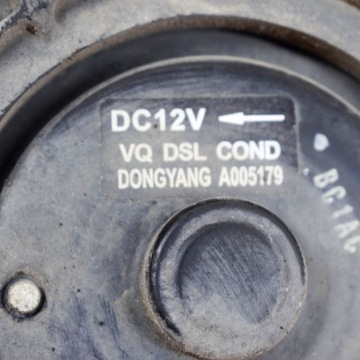 DC12V ←
VQ DSL COND
DONGYANG A005179